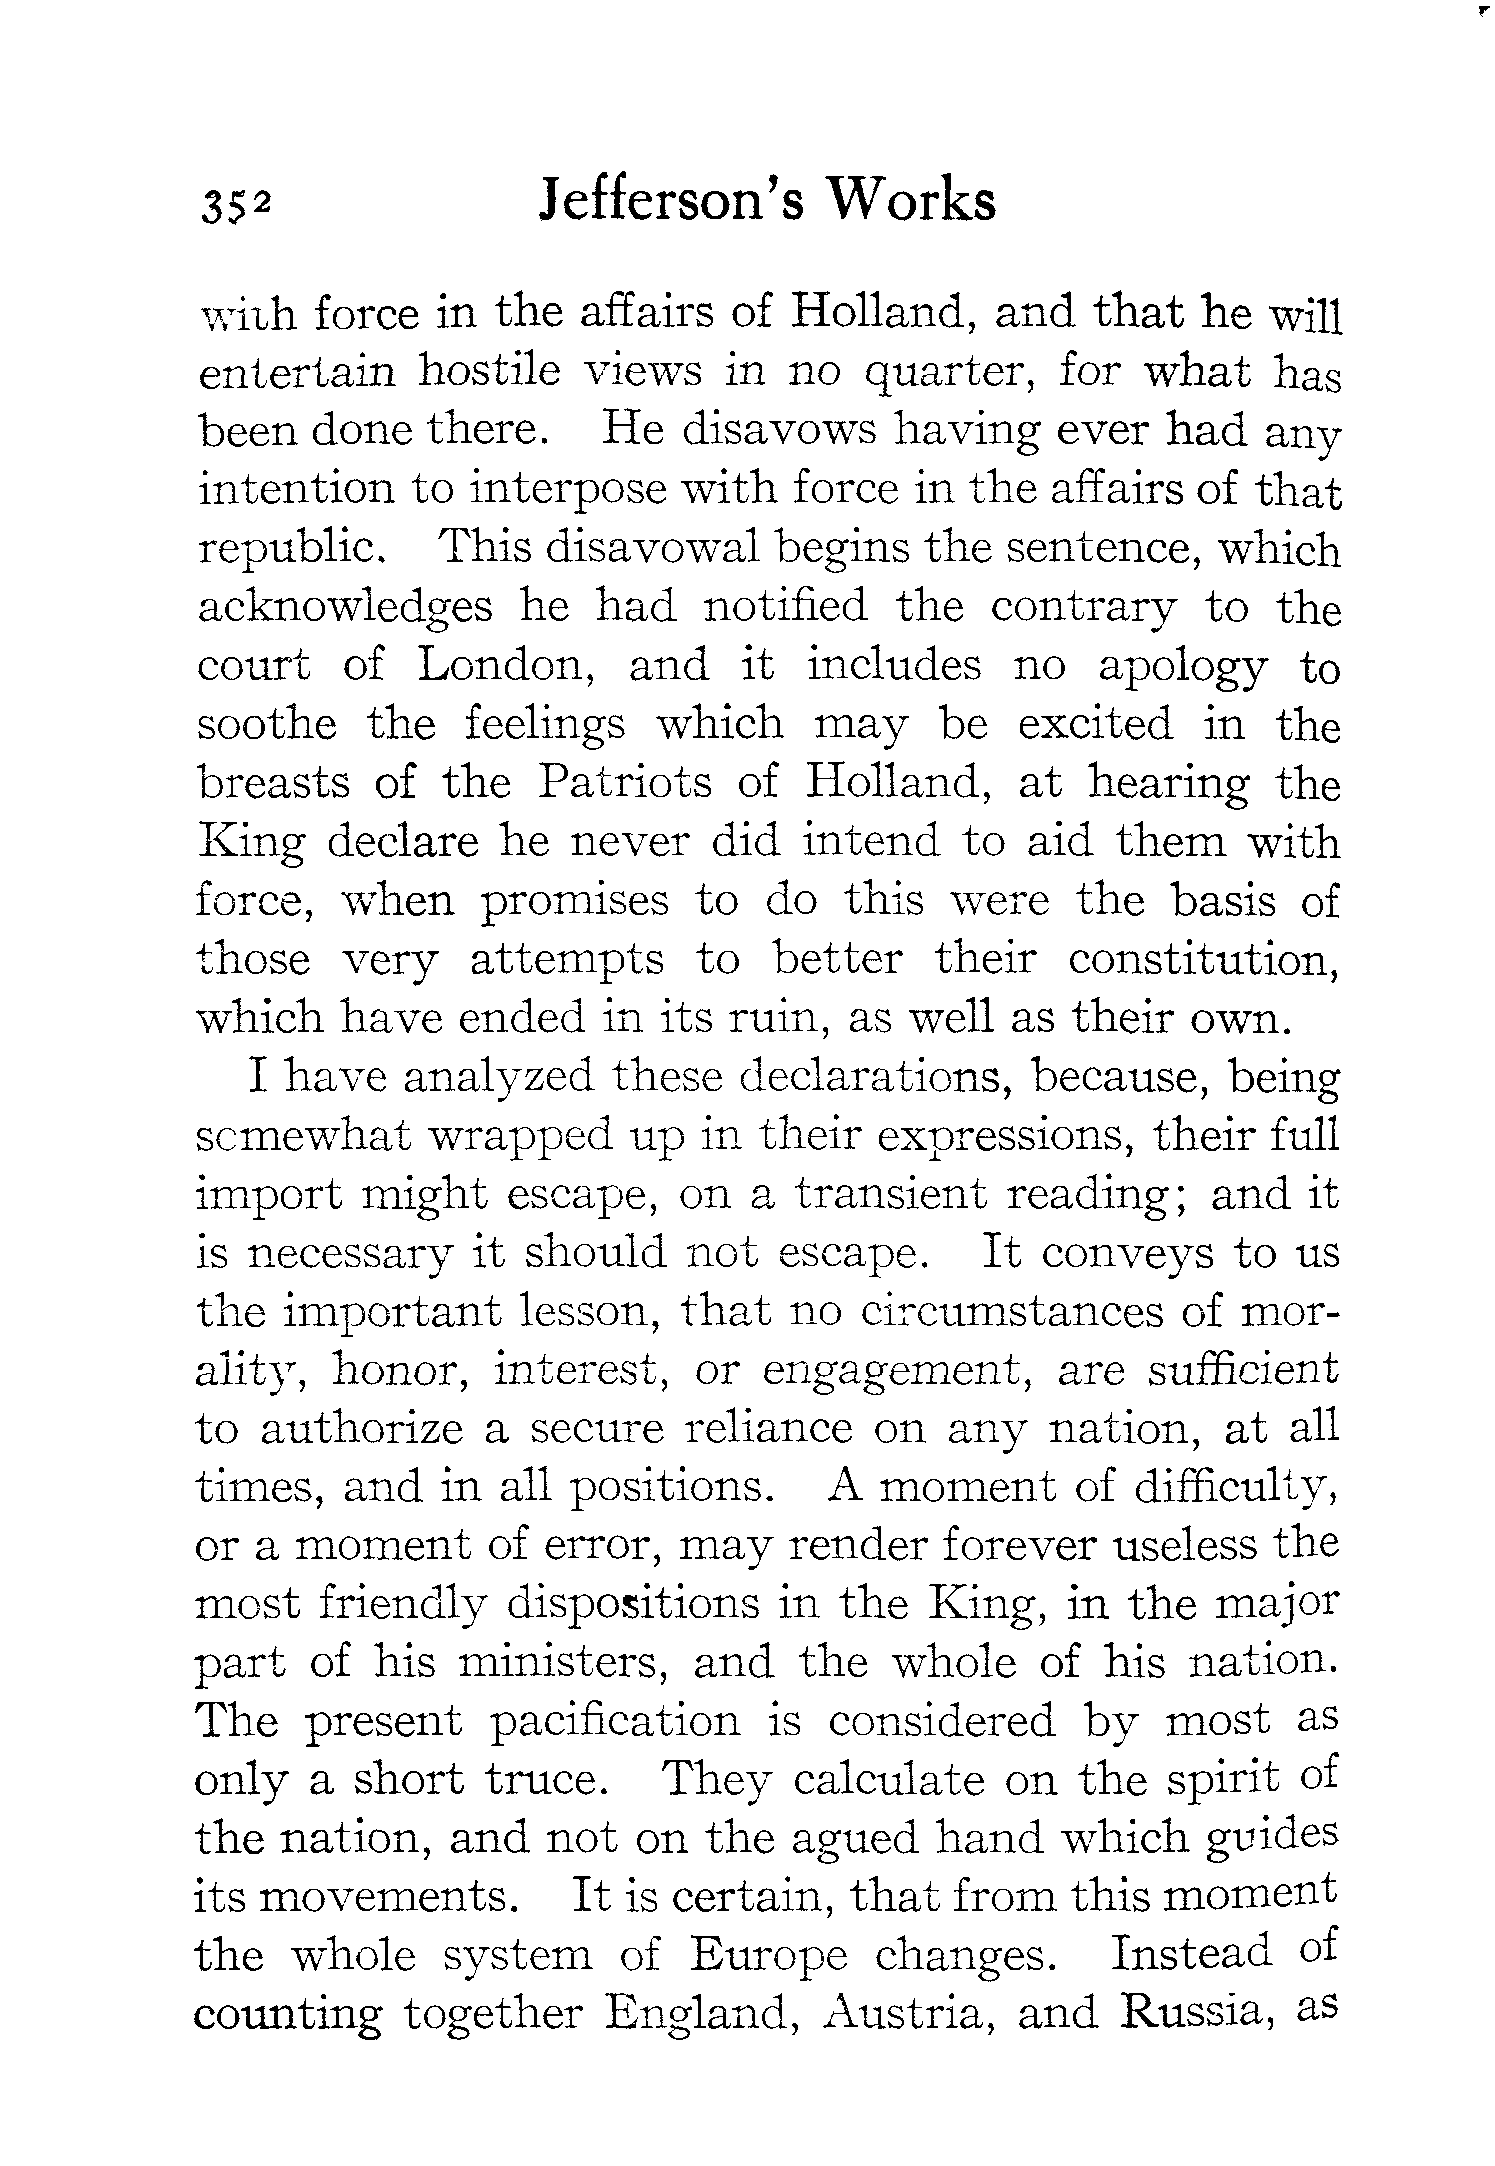 352 Jefferson's Works
with force in the affairs of Holland, and that he will
entertain hostile views in no quarter, for what has
been done there. He disavows having ever had any
intention to interpose with force in the affairs of that
republic. This disavowal begins the sentence, which
acknowledges he had notified the contrary to the
court of London, and it includes no apology to
soothe the feelings which may be excited in the
breasts of the Patriots of Holland, at hearing the
King declare he never did intend to aid them with
force, when promises to do this were the basis of
those very attempts to better their constitution,
which have ended in its ruin, as well as their own.
I have analyzed these declarations, because, being
somewhat wrapped up in their expressions, their full
import might escape, on a transient reading; and it
is necessary it should not escape. It conveys to us
the important lesson, that no circumstances of mor-
ality, honor, interest, or engagement, are sufficient
to authorize a secure reliance on any nation, at all
times, and in all positions. A moment of difficulty,
or a moment of error, may render forever useless the
most friendly dispositions in the King, in the major
part of his ministers, and the whole of his nation.
The present pacification is considered by most as
only a short truce. They calculate on the spirit of
the nation, and not on the agued hand which guides
its movements. It is certain, that from this moment
the whole system of Europe changes. Instead of
counting together England, Austria, and Russia, as